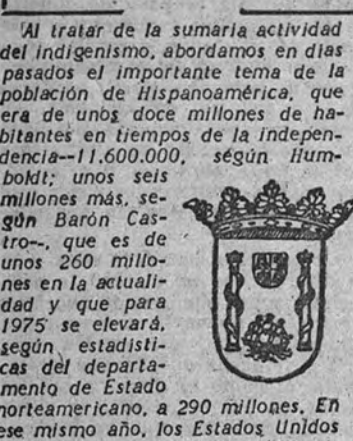 'Al tratar de la sumaria actividad
del indigenismo, abordamos en días
pasados el importante tema de la
población de Hispanoamérica, que
era de unos doce millones de ha-
bitantes en tiempos de la indepen-
dencia--11.600.000, ségún Hum-
boldt; unos seis
millones más, se-
gún Barón Cas-
tro--, que es de
unos 260 millo-
nes en la actuali-
dad y que para
1975 se elevará,
según estadísti-
cas del departa-
mento de Estado
norteamericano, a 290 millones. En
ese mismo año, los Estados Unidos